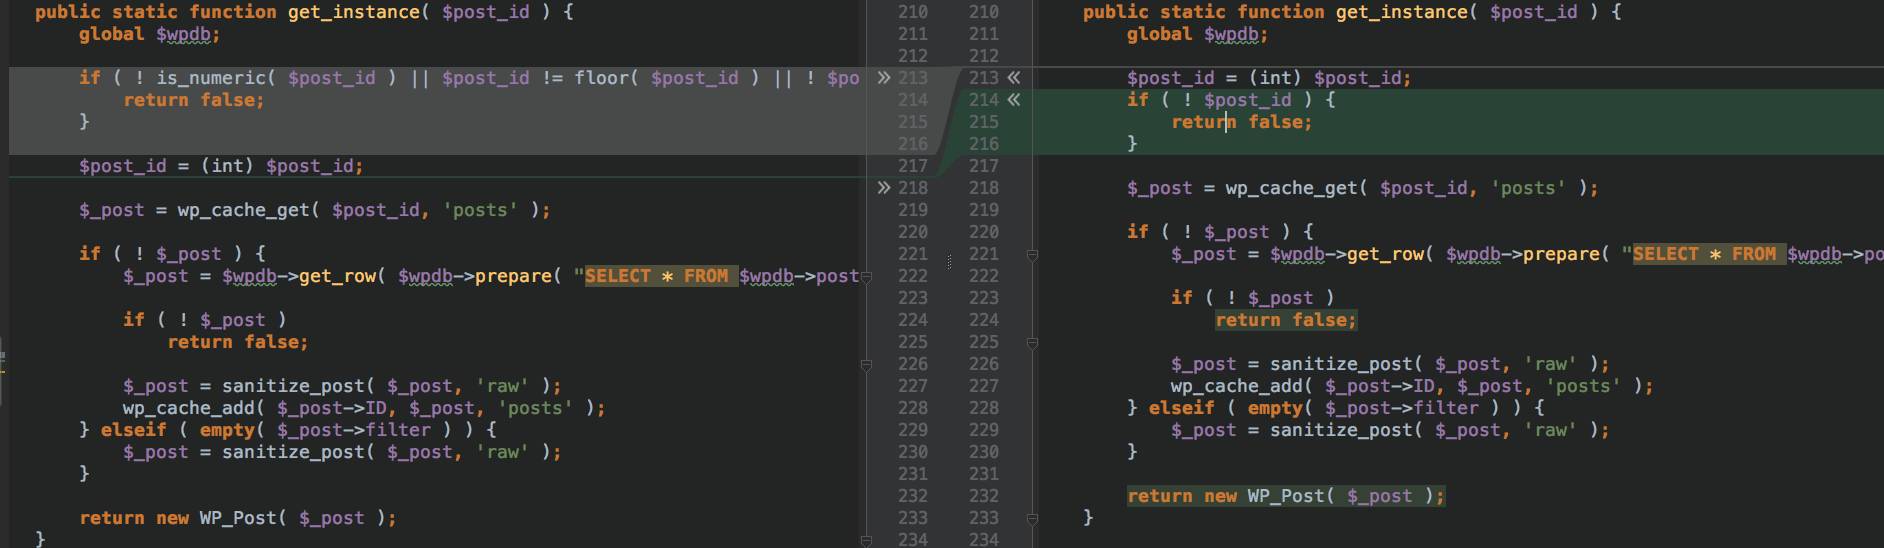 public static function get_instance( $post_id ) {
global $wpdb;
if ( ! is_numeric( $post_id ) || $post_id != floor( $post_id ) || ! $po
return false;
}
$post_id = (int) $post_id;
$_post = wp_cache_get( $post_id, 'posts' );
if ( ! $_post ) {
$_post = $wpdb->get_row( $wpdb->prepare( "SELECT * FROM $wpdb->post
if ( ! $_post )
return false;
$_post = sanitize_post( $_post, 'raw' );
wp_cache_add( $_post->ID, $_post, 'posts' );
} elseif ( empty( $_post->filter ) ) {
$_post = sanitize_post( $_post, 'raw' );
}
return new WP_Post( $_post );
}
210 210
211 211
212 212
» 213 213 «
214 214 «
215 215
216 216
217 217
» 218 218
219 219
220 220
221 221
222 222
223 223
224 224
225 225
226 226
227 227
228 228
229 229
230 230
231 231
232 232
233 233
234 234
public static function get_instance( $post_id ) {
global $wpdb;
$post_id = (int) $post_id;
if ( ! $post_id ) {
return false;
}
$_post = wp_cache_get( $post_id, 'posts' );
if ( ! $_post ) {
$_post = $wpdb->get_row( $wpdb->prepare( "SELECT * FROM $wpdb->po
if ( ! $_post )
return false;
$_post = sanitize_post( $_post, 'raw' );
wp_cache_add( $_post->ID, $_post, 'posts' );
} elseif ( empty( $_post->filter ) ) {
$_post = sanitize_post( $_post, 'raw' );
}
return new WP_Post( $_post );
}